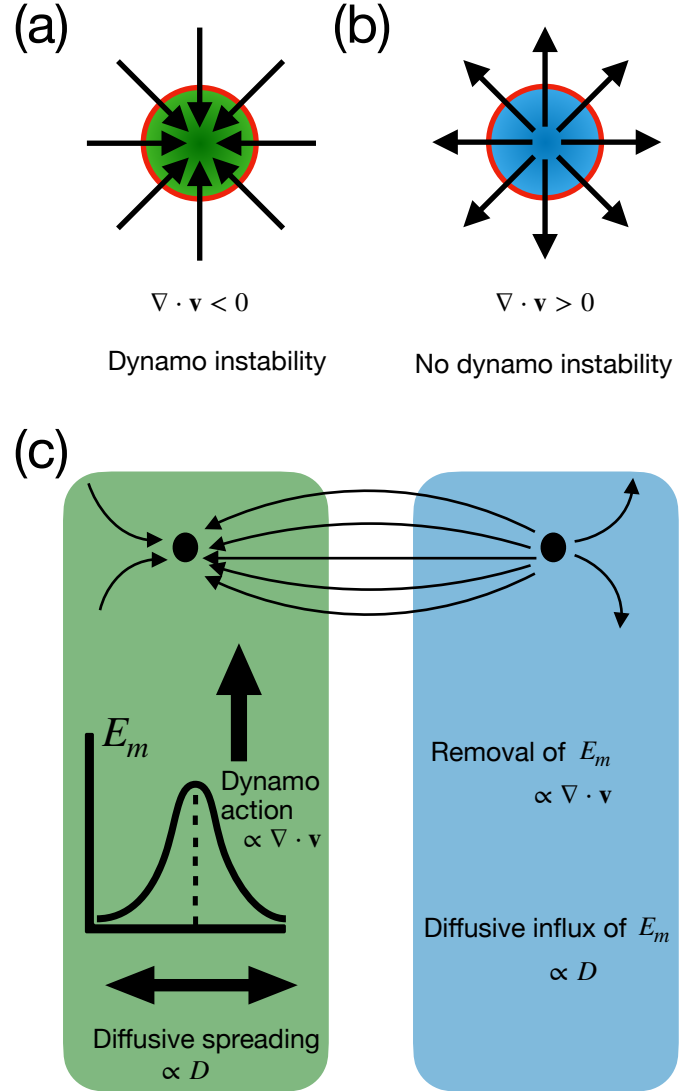 (a)
(b)
∇ · v < 0
∇ · v > 0
Dynamo instability
No dynamo instability
(c)
E_m
Dynamo
action
∝ ∇ · v
Diffusive spreading
∝ D
Removal of E_m
∝ ∇ · v
Diffusive influx of E_m
∝ D